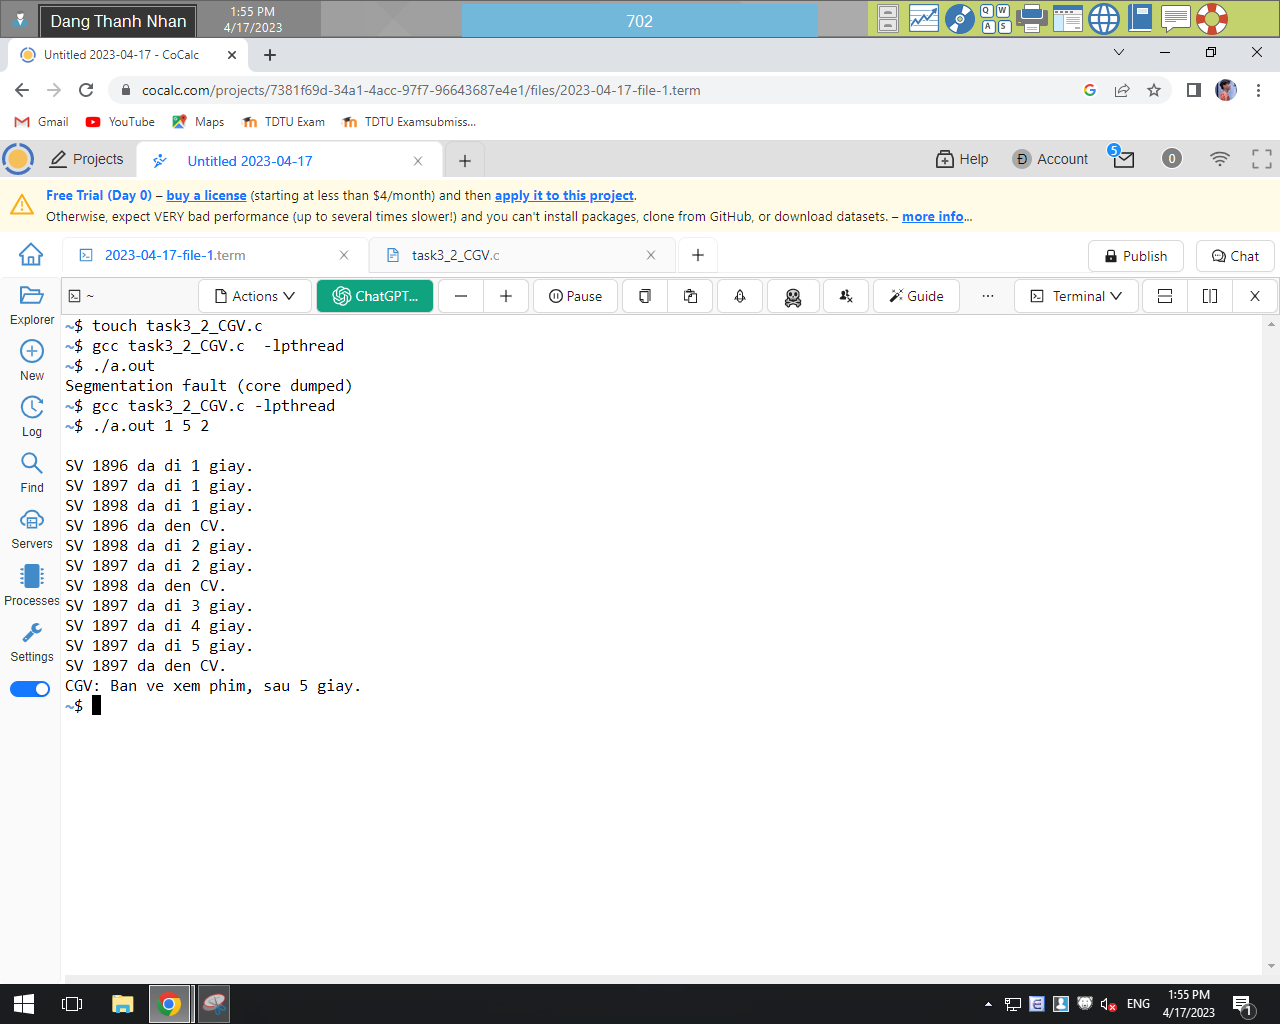 Dang Thanh Nhan
1:55 PM
4/17/2023
702
Q W
A S
Untitled 2023-04-17 - CoCalc
cocalc.com/projects/7381f69d-34a1-4acc-97f7-96643687e4e1/files/2023-04-17-file-1.term
Gmail
YouTube
Maps
TDTU Exam
TDTU Examsubmiss...
Projects
Untitled 2023-04-17
Help
Account
5
0
Free Trial (Day 0) – buy a license (starting at less than $4/month) and then apply it to this project.
Otherwise, expect VERY bad performance (up to several times slower!) and you can't install packages, clone from GitHub, or download datasets. – more info...
2023-04-17-file-1.term
task3_2_CGV.c
Publish
Chat
~
Actions
ChatGPT...
Pause
Guide
Terminal
Explorer
New
Log
Find
Servers
Processes
Settings
~$ touch task3_2_CGV.c
~$ gcc task3_2_CGV.c  -lpthread
~$ ./a.out
Segmentation fault (core dumped)
~$ gcc task3_2_CGV.c -lpthread
~$ ./a.out 1 5 2
SV 1896 da di 1 giay.
SV 1897 da di 1 giay.
SV 1898 da di 1 giay.
SV 1896 da den CV.
SV 1898 da di 2 giay.
SV 1897 da di 2 giay.
SV 1898 da den CV.
SV 1897 da di 3 giay.
SV 1897 da di 4 giay.
SV 1897 da di 5 giay.
SV 1897 da den CV.
CGV: Ban ve xem phim, sau 5 giay.
~$
ENG
1:55 PM
4/17/2023
1